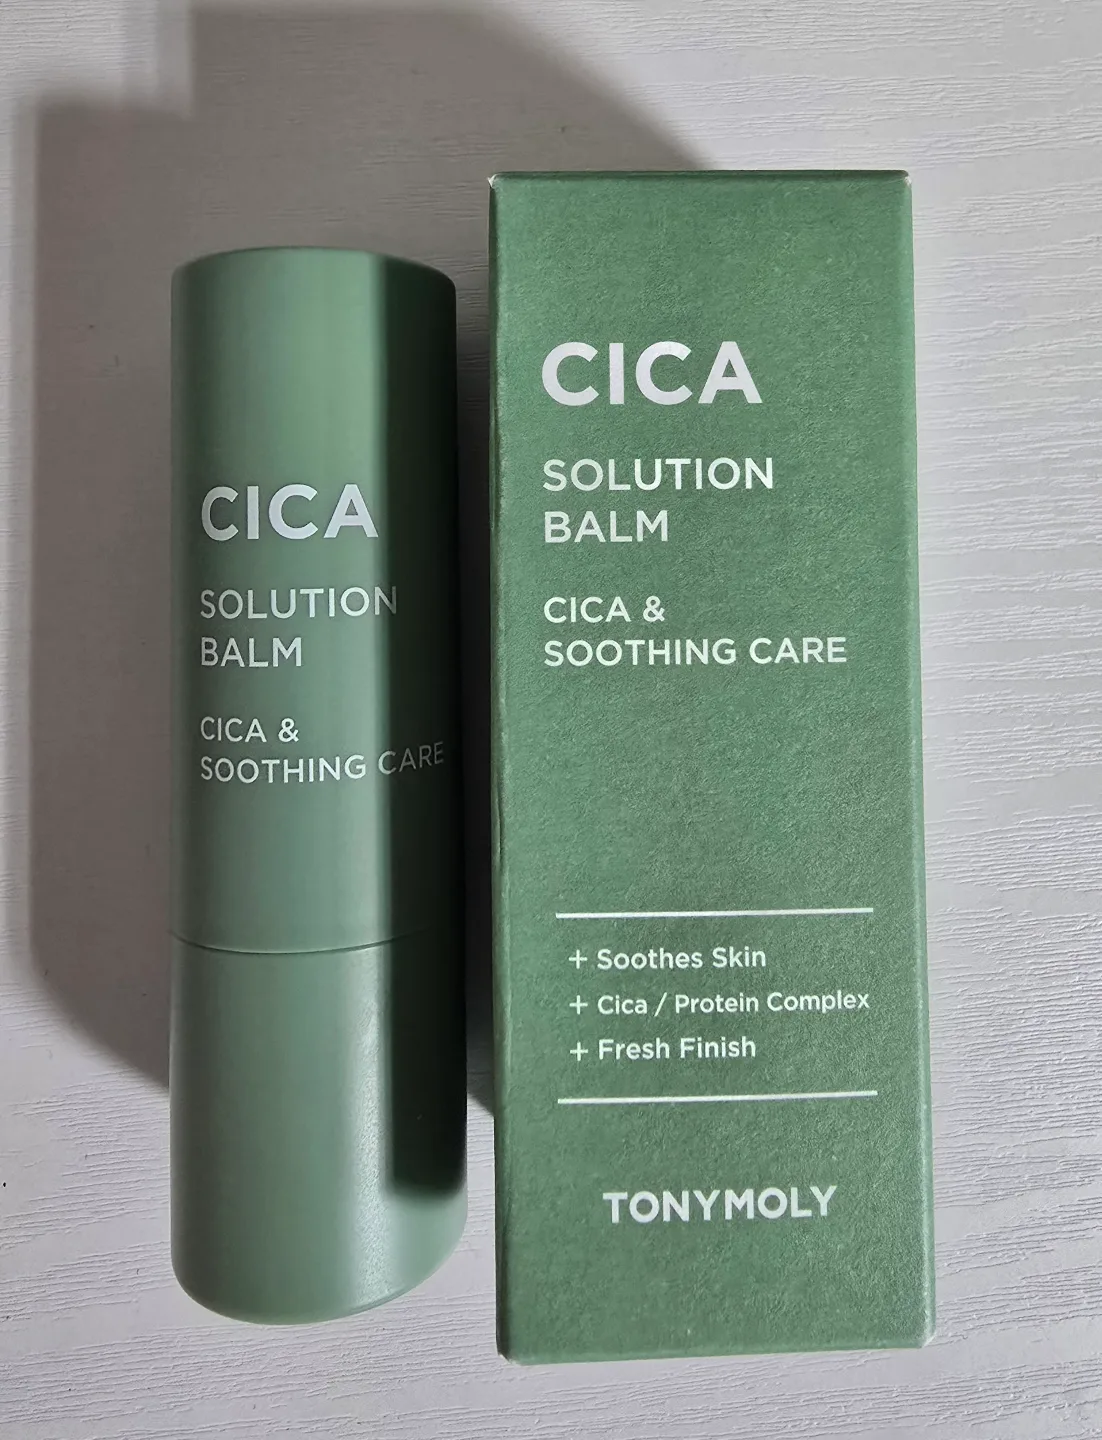 CICA
SOLUTION
BALM
CICA &
SOOTHING CARE
CICA
SOLUTION
BALM
CICA &
SOOTHING CARE
+ Soothes Skin
+ Cica / Protein Complex
+ Fresh Finish
TONYMOLY